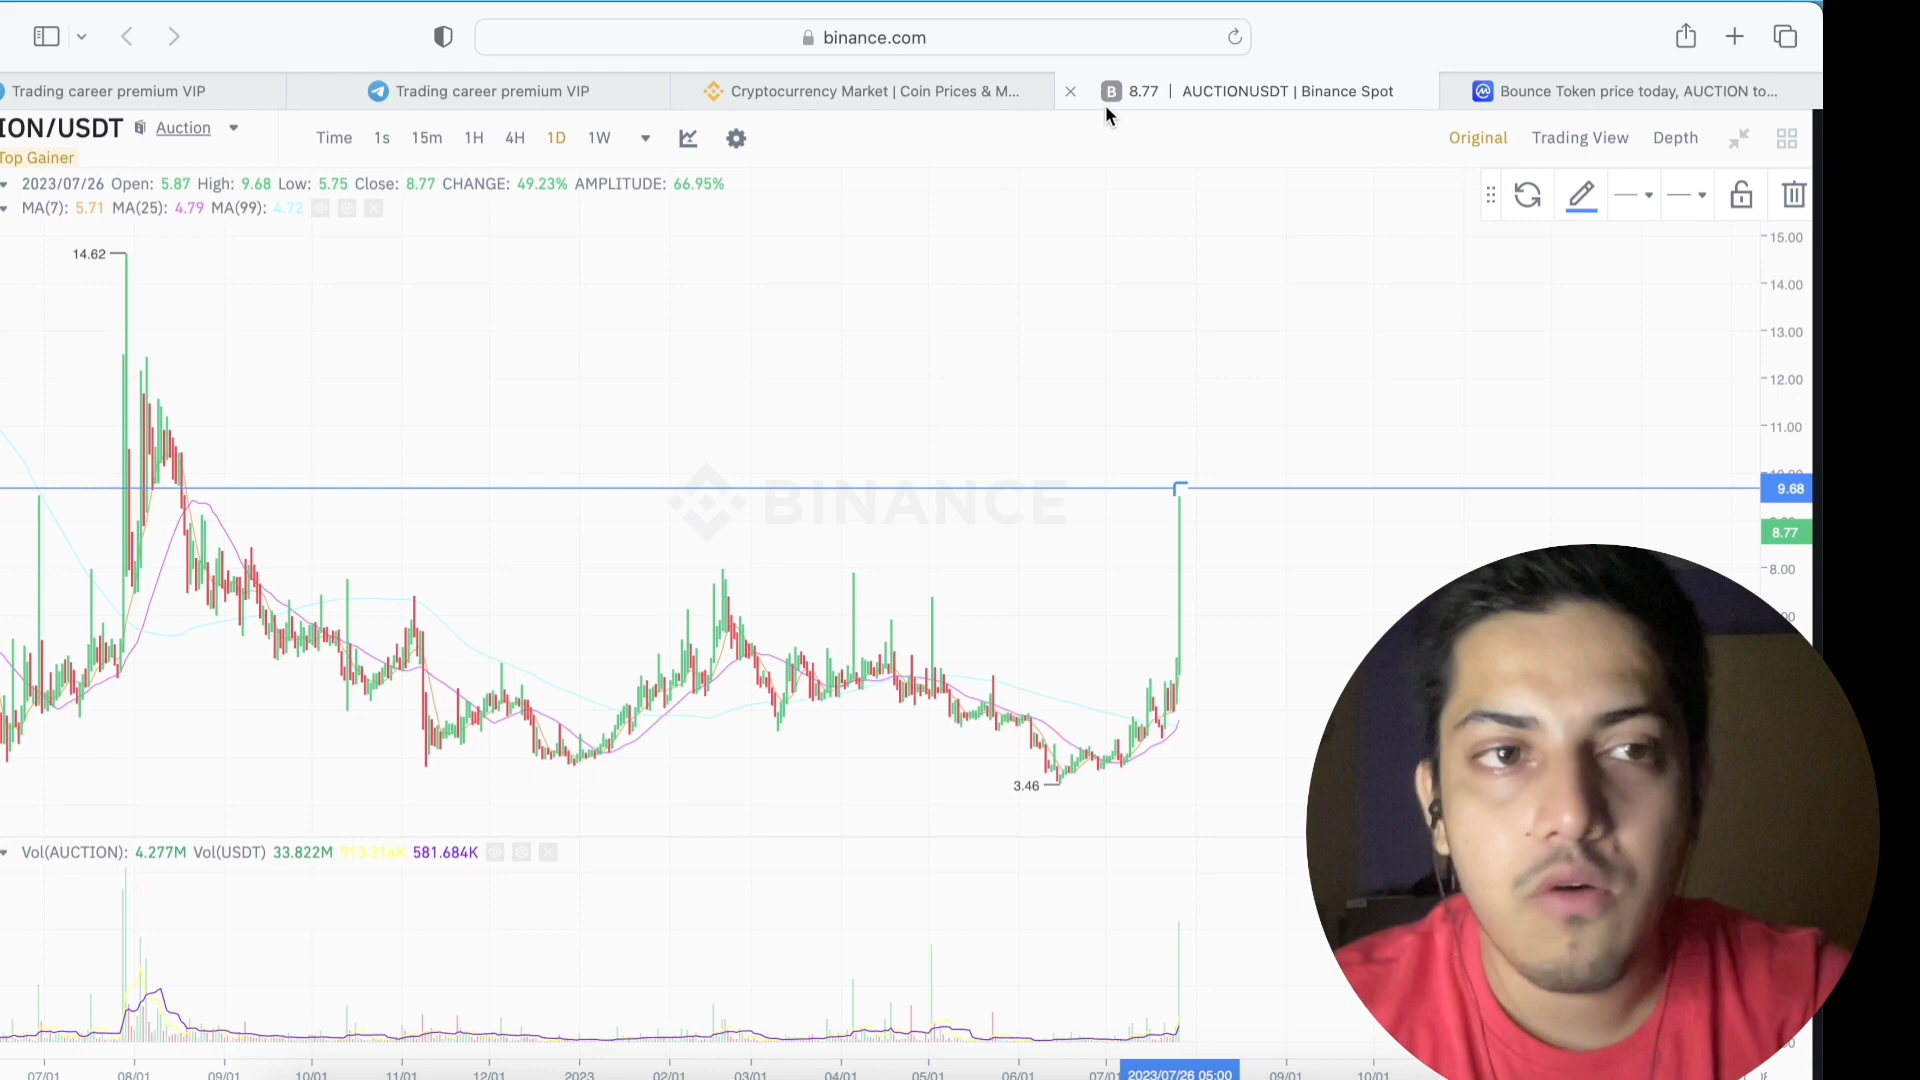 binance.com
Trading career premium VIP
Trading career premium VIP
Cryptocurrency Market | Coin Prices & M...
B 8.77 | AUCTIONUSDT | Binance Spot
Bounce Token price today, AUCTION to...
ION/USDT Auction
Top Gainer
Time 1s 15m 1H 4H 1D 1W
Original Trading View Depth
2023/07/26 Open: 5.87 High: 9.68 Low: 5.75 Close: 8.77 CHANGE: 49.23% AMPLITUDE: 66.95%
MA(7): 5.71 MA(25): 4.79 MA(99): 4.72
15.00
14.62
14.00
13.00
12.00
11.00
9.68
BINANCE
8.77
8.00
3.46
Vol(AUCTION): 4.277M Vol(USDT) 33.822M 913.316K 581.684K
07/01 08/01 09/01 10/01 11/01 12/01 2023 02/01 03/01 04/01 05/01 06/01 2023/07/26 05:00 09/01 10/01